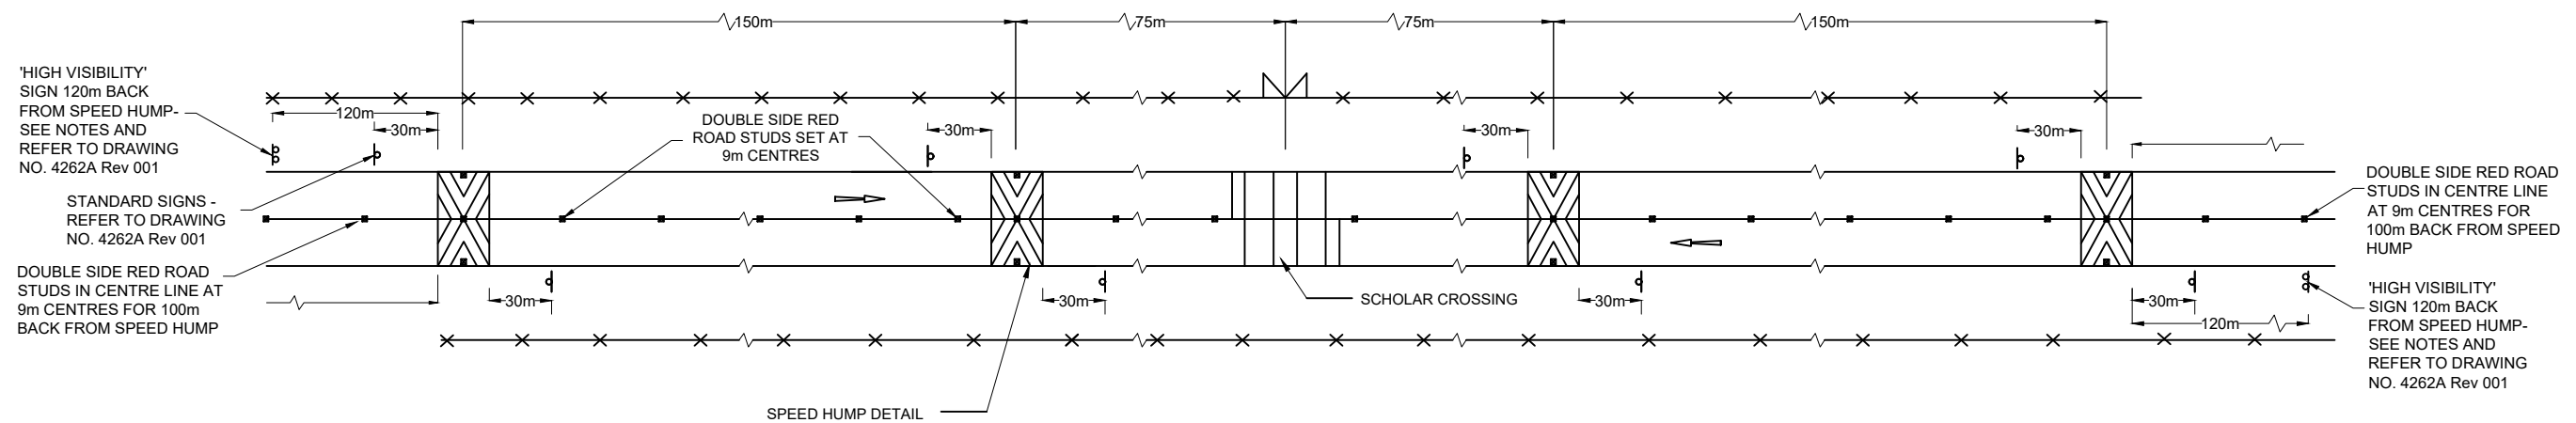 150m
75m
75m
150m
'HIGH VISIBILITY'
SIGN 120m BACK
FROM SPEED HUMP-
SEE NOTES AND
REFER TO DRAWING
NO. 4262A Rev 001
120m
30m
DOUBLE SIDE RED
ROAD STUDS SET AT
9m CENTRES
30m
30m
30m
STANDARD SIGNS -
REFER TO DRAWING
NO. 4262A Rev 001
DOUBLE SIDE RED ROAD
STUDS IN CENTRE LINE
AT 9m CENTRES FOR
100m BACK FROM SPEED
HUMP
DOUBLE SIDE RED ROAD
STUDS IN CENTRE LINE AT
9m CENTRES FOR 100m
BACK FROM SPEED HUMP
30m
30m
SCHOLAR CROSSING
30m
30m
120m
'HIGH VISIBILITY'
SIGN 120m BACK
FROM SPEED HUMP-
SEE NOTES AND
REFER TO DRAWING
NO. 4262A Rev 001
SPEED HUMP DETAIL